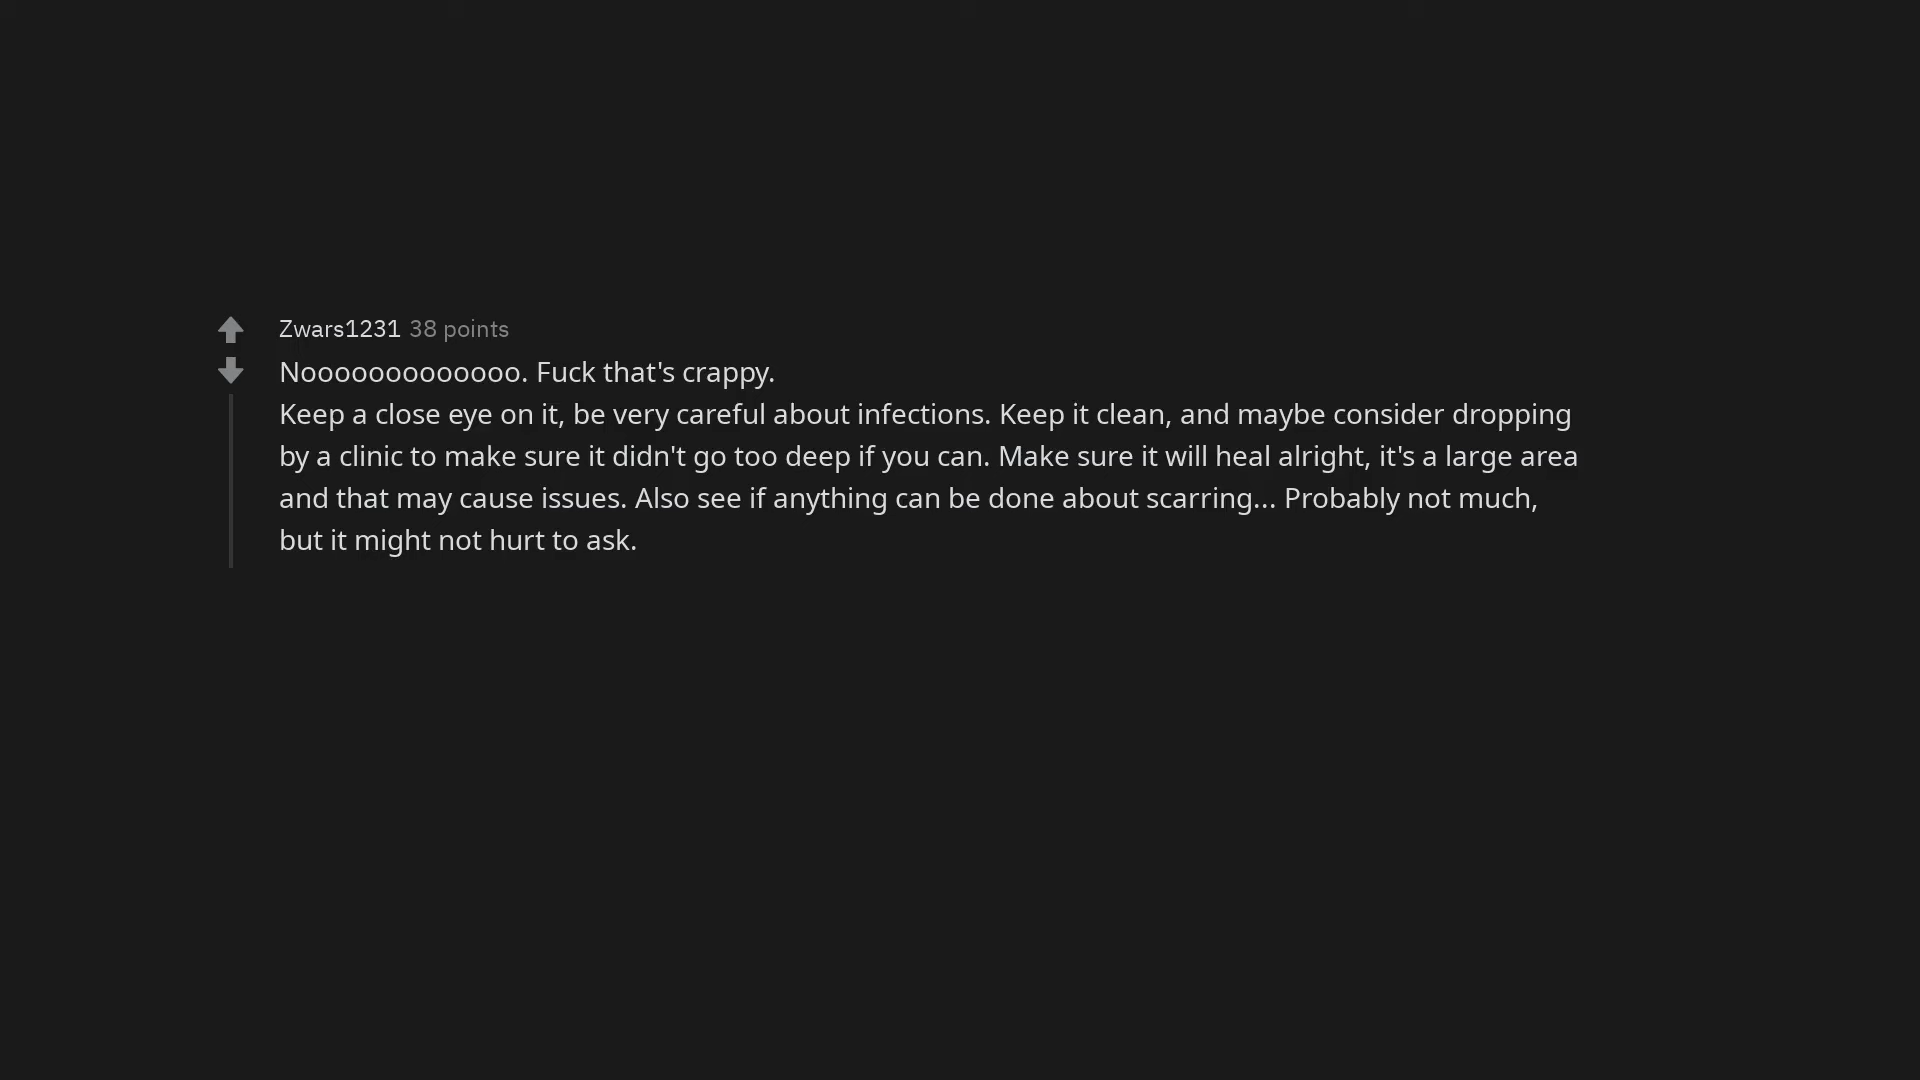 Zwars1231 38 points
Nooooooooooooo. Fuck that's crappy.
Keep a close eye on it, be very careful about infections. Keep it clean, and maybe consider dropping
by a clinic to make sure it didn't go too deep if you can. Make sure it will heal alright, it's a large area
and that may cause issues. Also see if anything can be done about scarring... Probably not much,
but it might not hurt to ask.